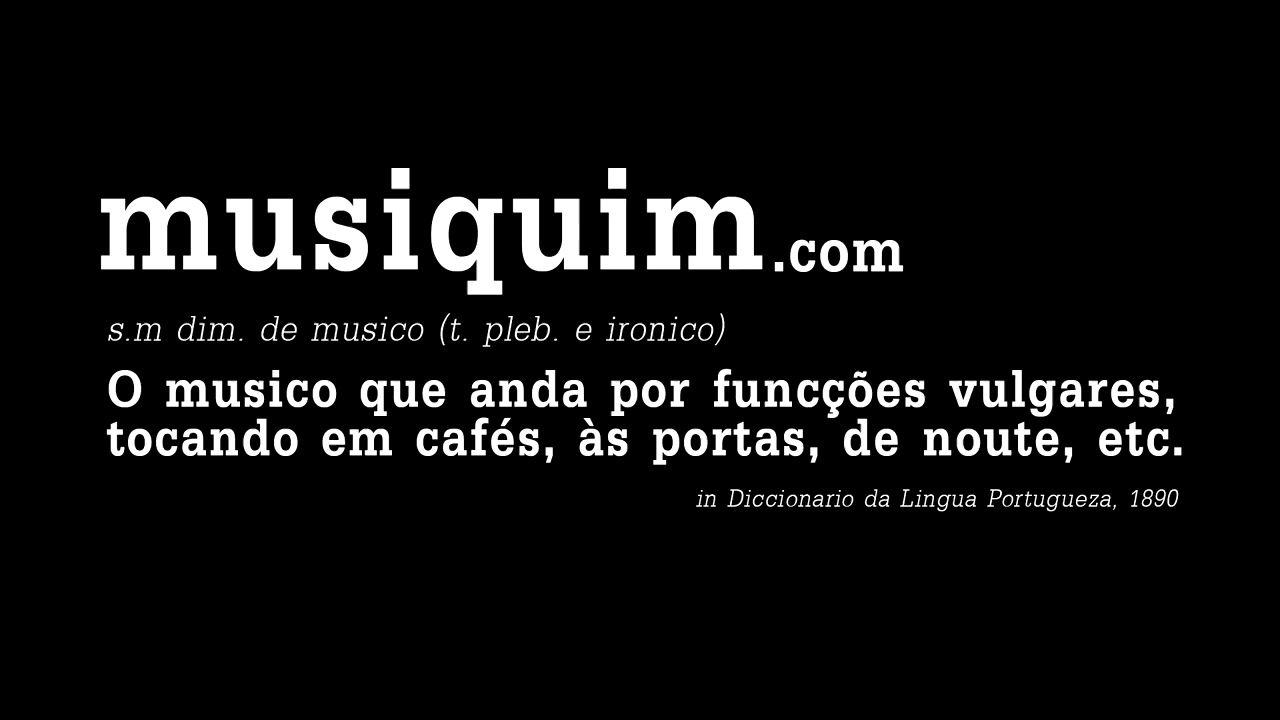 musiquim.com
s.m dim. de musico (t. pleb. e ironico)
O musico que anda por funcções vulgares,
tocando em cafés, às portas, de noute, etc.
in Diccionario da Lingua Portugueza, 1890